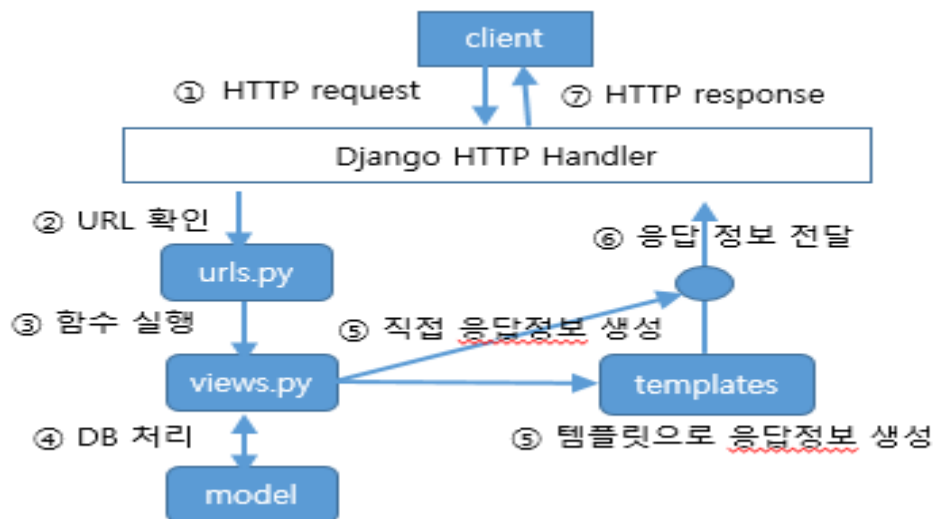 client
① HTTP request
⑦ HTTP response
Django HTTP Handler
② URL 확인
⑥ 응답 정보 전달
urls.py
③ 함수 실행
⑤ 직접 응답정보 생성
views.py
templates
④ DB 처리
⑤ 템플릿으로 응답정보 생성
model